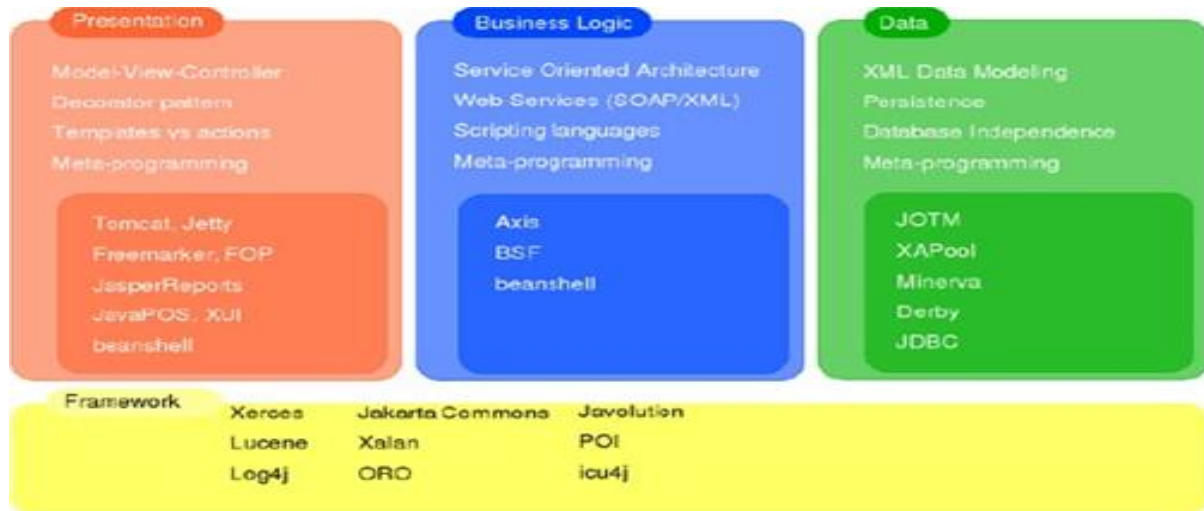 Presentation
Model-View-Controller
Decorator pattern
Templates vs actions
Meta-programming
Tomcat, Jetty
Freemarker, FOP
JasperReports
JavaPOS, XUI
beanshell
Business Logic
Service Oriented Architecture
Web Services (SOAP/XML)
Scripting languages
Meta-programming
Axis
BSF
beanshell
Data
XML Data Modeling
Persistence
Database Independence
Meta-programming
JOTM
XAPool
Minerva
Derby
JDBC
Framework
Xerces Jakarta Commons Javolution
Lucene Xalan POI
Log4j ORO icu4j